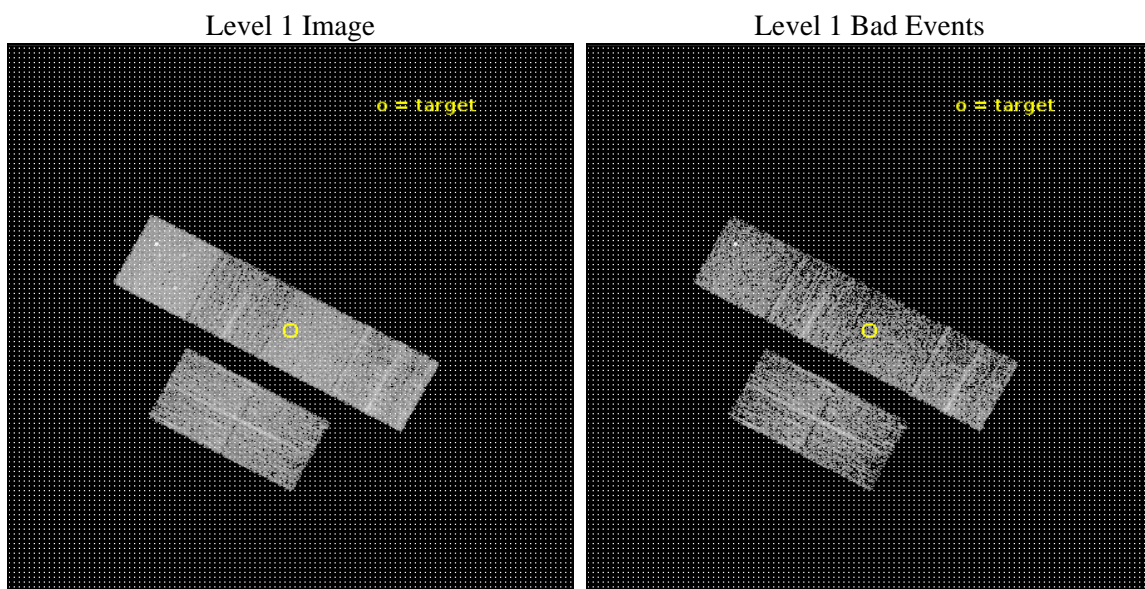 Level 1 Image
Level 1 Bad Events
o = target
o = target